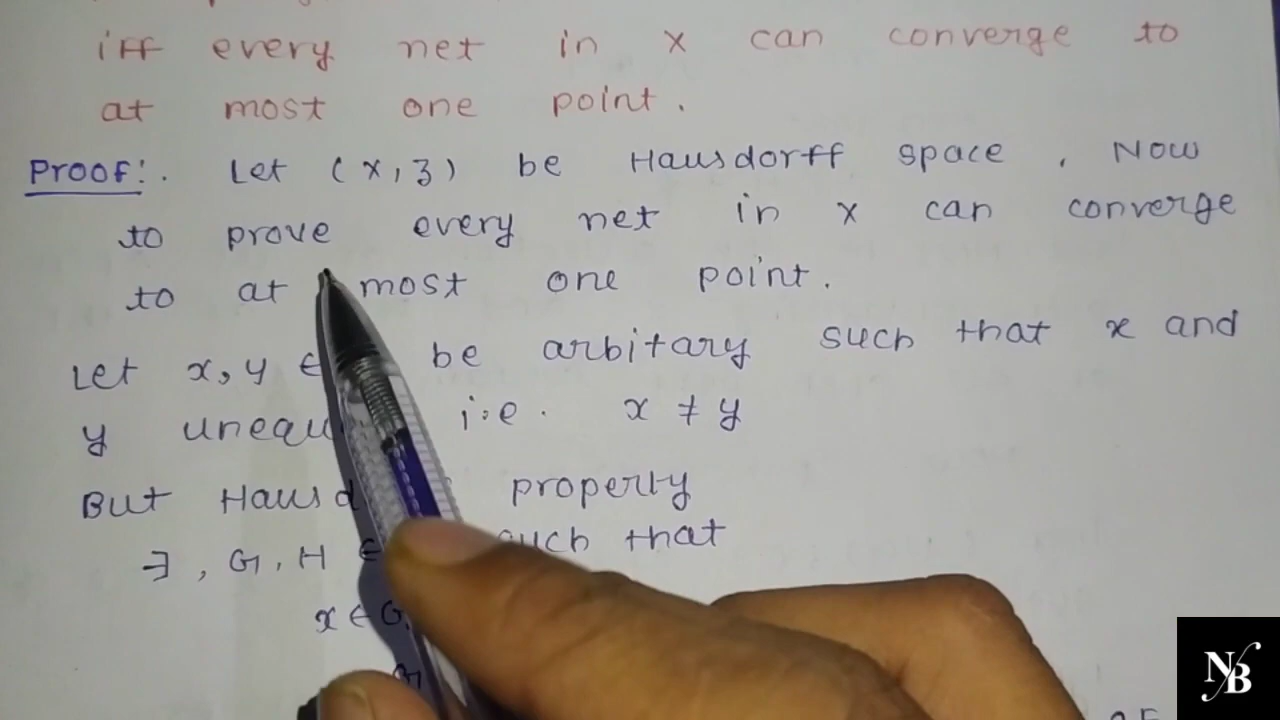 iff every net in X can converge to
at most one point.
Proof:. Let (X, ℨ) be Hausdorff space. Now
to prove every net in X can converge
to at most one point.
Let x, y ∈ be arbitary such that x and
y i.e. x ≠ y
But property
∃, G, H ∈ such that
x ∈ G,
NB